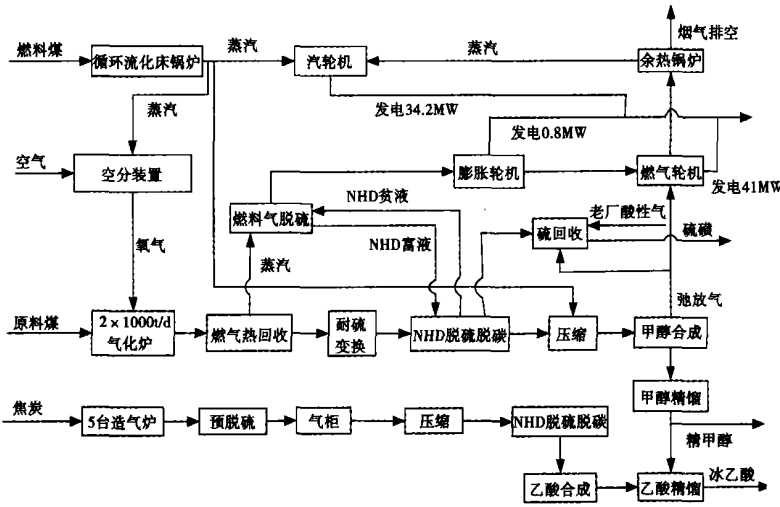 烟气排空
燃料煤
循环流化床锅炉
蒸汽
汽轮机
蒸汽
余热锅炉
蒸汽
发电34.2MW
发电0.8MW
空气
空分装置
膨胀轮机
燃气轮机
发电41MW
NHD贫液
燃料气脱硫
老厂酸性气
硫回收
硫磺
氧气
NHD富液
蒸汽
弛放气
原料煤
2×1000t/d
气化炉
燃气热回收
耐硫
变换
NHD脱硫脱碳
压缩
甲醇合成
甲醇精馏
焦炭
5台造气炉
预脱硫
气柜
压缩
NHD脱硫脱碳
精甲醇
乙酸合成
乙酸精馏
冰乙酸